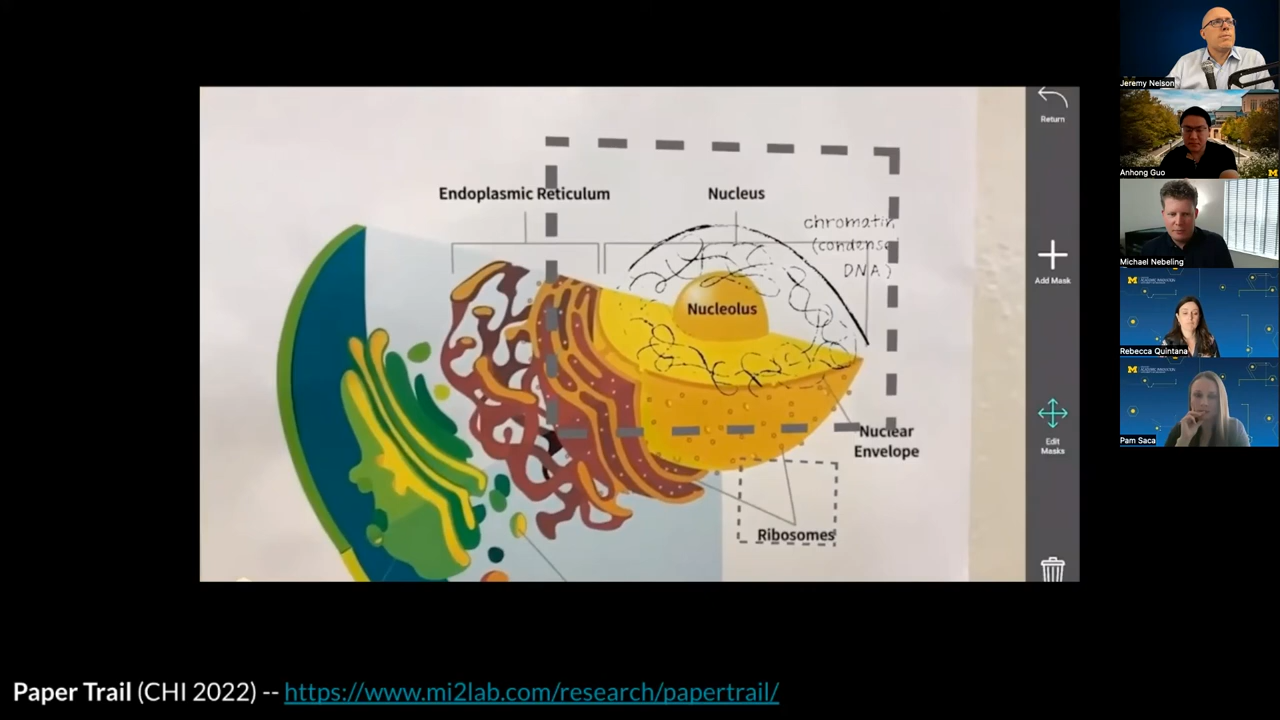 Return
Endoplasmic Reticulum
Nucleus
chromatin
(condense
DNA)
Nucleolus
Add Mask
Nuclear
Envelope
Edit
Masks
Ribosomes
Paper Trail (CHI 2022) -- https://www.mi2lab.com/research/papertrail/
Jeremy Nelson
Anhong Guo
M
Michael Nebeling
M
Rebecca Quintana
M
Pam Saca